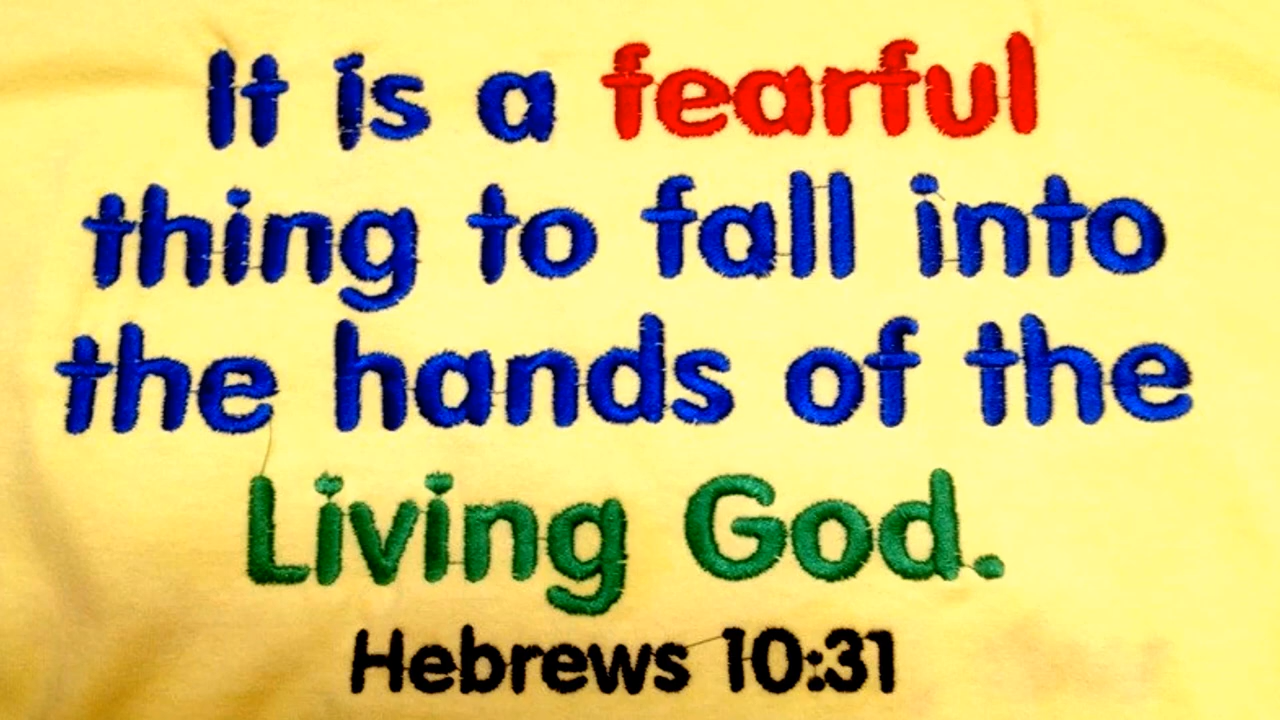 It is a fearful
thing to fall into
the hands of the
Living God.
Hebrews 10:31